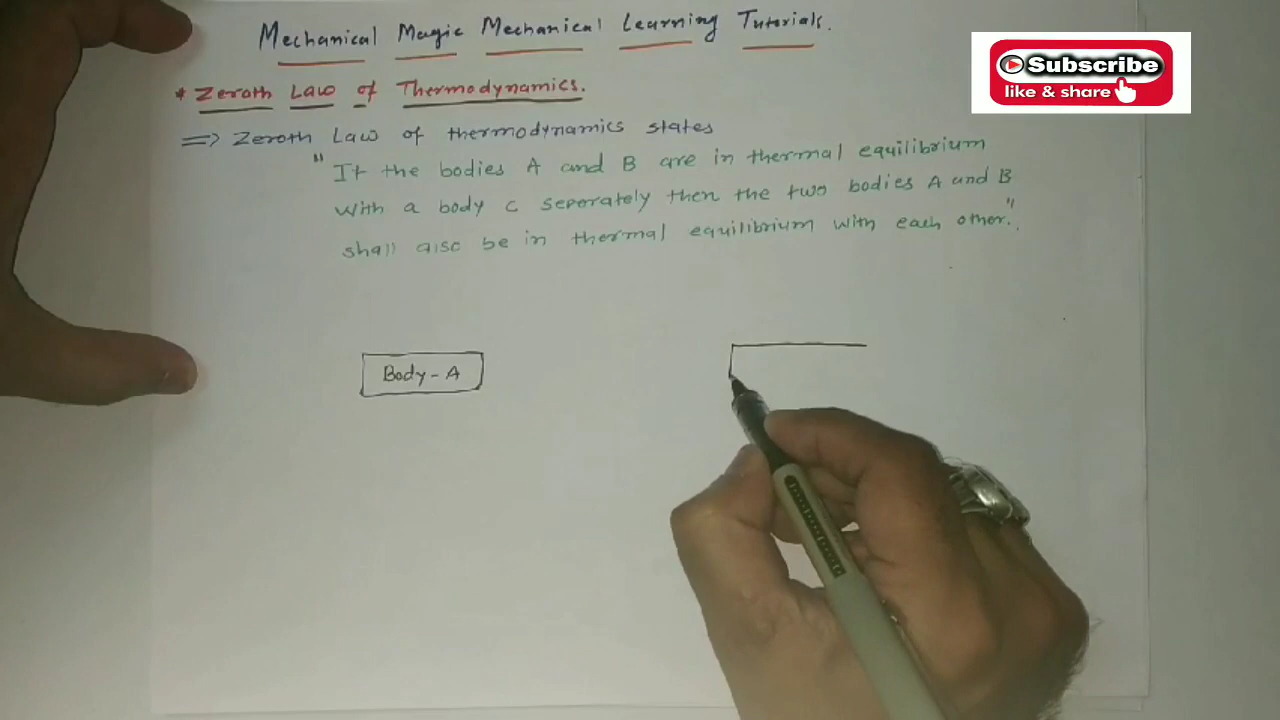 Mechanical Magic Mechanical Learning Tutorials.
* Zeroth Law of Thermodynamics.
=> Zeroth Law of thermodynamics states
" If the bodies A and B are in thermal equilibrium
with a body C seperately then the two bodies A and B
shall also be in thermal equilibrium with each other.".
Body - A
Subscribe
like & share